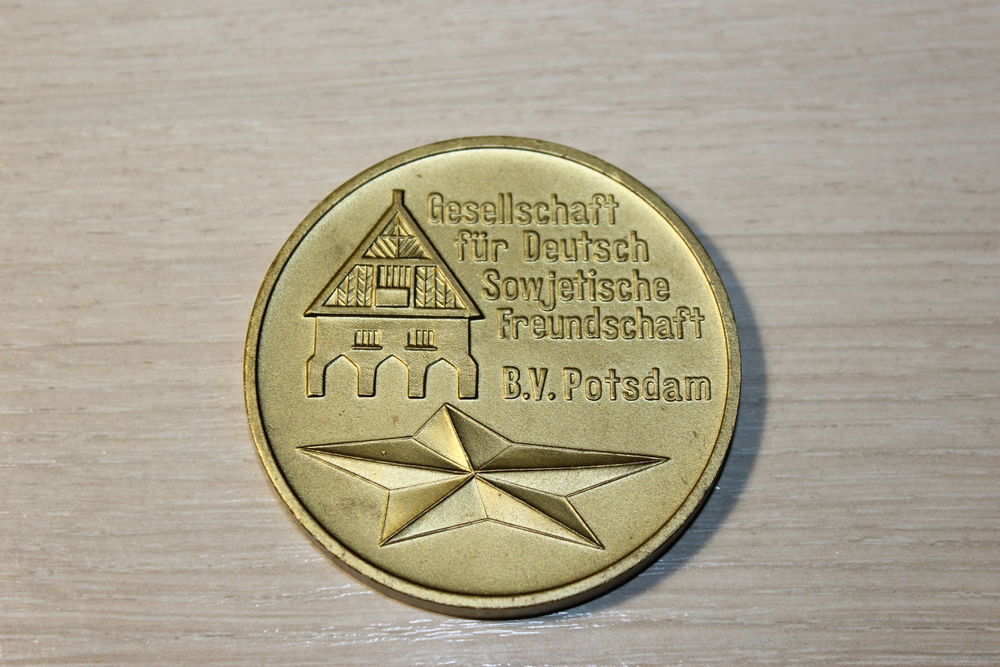 Gesellschaft
für Deutsch
Sowjetische
Freundschaft
B.V. Potsdam